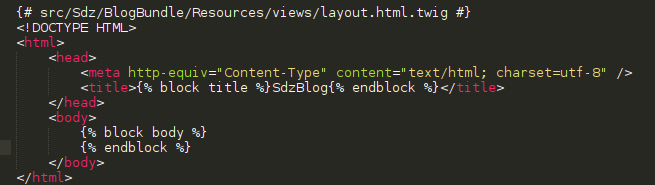 {# src/Sdz/BlogBundle/Resources/views/layout.html.twig #}
<!DOCTYPE HTML>
<html>
    <head>
        <meta http-equiv="Content-Type" content="text/html; charset=utf-8" />
        <title>{% block title %}SdzBlog{% endblock %}</title>
    </head>
    <body>
        {% block body %}
        {% endblock %}
    </body>
</html>